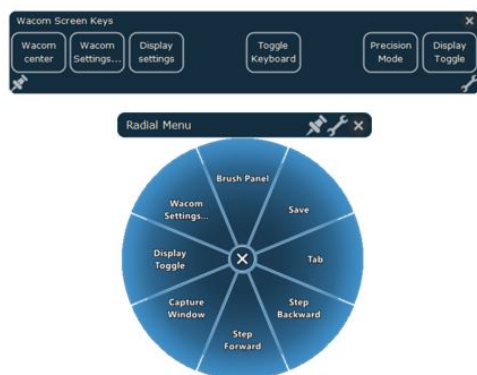 Wacom Screen Keys
Wacom
center
Wacom
Settings...
Display
settings
Toggle
Keyboard
Precision
Mode
Display
Toggle
Radial Menu
Brush Panel
Save
Tab
Step
Backward
Step
Forward
Capture
Window
Display
Toggle
Wacom
Settings...